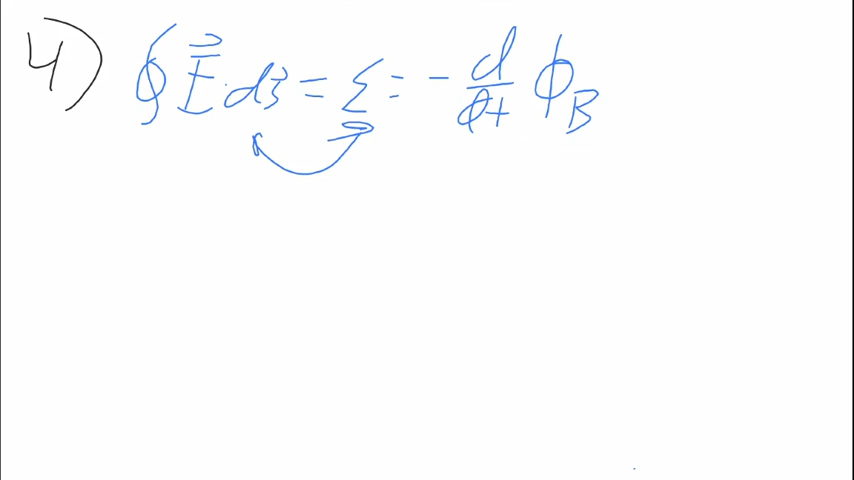 4) ∮ E⃗ · ds⃗ = ℰ = - d/dt ϕ_B